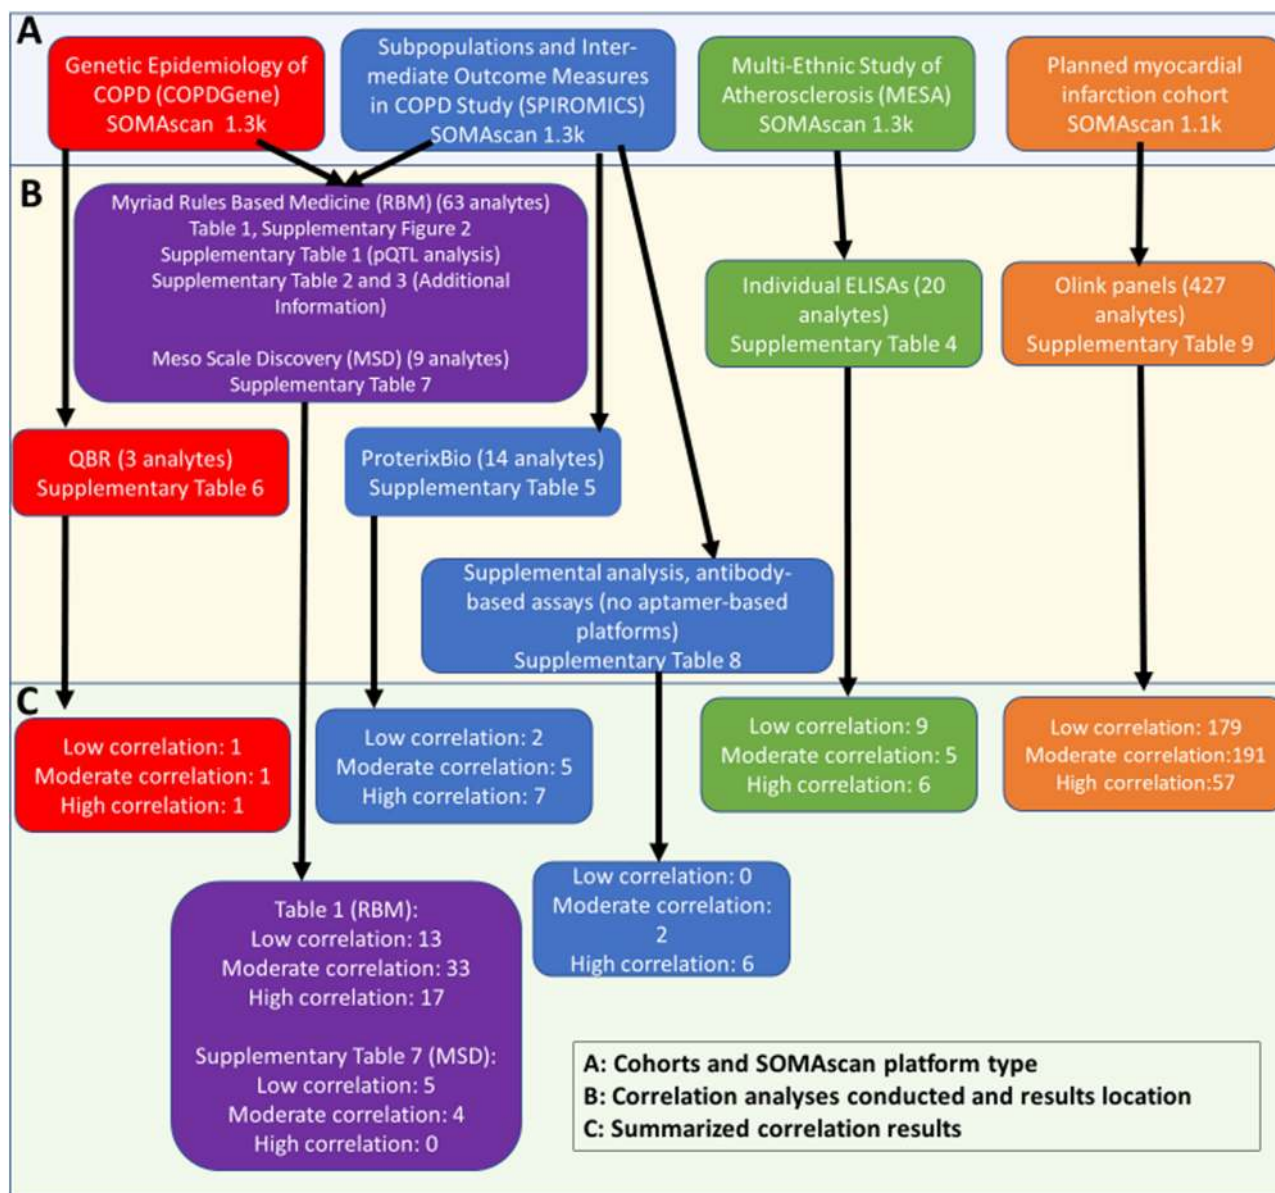 A
Genetic Epidemiology of
COPD (COPDGene)
SOMAscan 1.3k
Subpopulations and Inter-
mediate Outcome Measures
in COPD Study (SPIROMICS)
SOMAscan 1.3k
Multi-Ethnic Study of
Atherosclerosis (MESA)
SOMAscan 1.3k
Planned myocardial
infarction cohort
SOMAscan 1.1k
B
Myriad Rules Based Medicine (RBM) (63 analytes)
Table 1, Supplementary Figure 2
Supplementary Table 1 (pQTL analysis)
Supplementary Table 2 and 3 (Additional
Information)
Meso Scale Discovery (MSD) (9 analytes)
Supplementary Table 7
Individual ELISAs (20
analytes)
Supplementary Table 4
Olink panels (427
analytes)
Supplementary Table 9
QBR (3 analytes)
Supplementary Table 6
ProterixBio (14 analytes)
Supplementary Table 5
Supplemental analysis, antibody-
based assays (no aptamer-based
platforms)
Supplementary Table 8
C
Low correlation: 1
Moderate correlation: 1
High correlation: 1
Low correlation: 2
Moderate correlation: 5
High correlation: 7
Low correlation: 9
Moderate correlation: 5
High correlation: 6
Low correlation: 179
Moderate correlation:191
High correlation:57
Table 1 (RBM):
Low correlation: 13
Moderate correlation: 33
High correlation: 17
Supplementary Table 7 (MSD):
Low correlation: 5
Moderate correlation: 4
High correlation: 0
Low correlation: 0
Moderate correlation:
2
High correlation: 6
A: Cohorts and SOMAscan platform type
B: Correlation analyses conducted and results location
C: Summarized correlation results